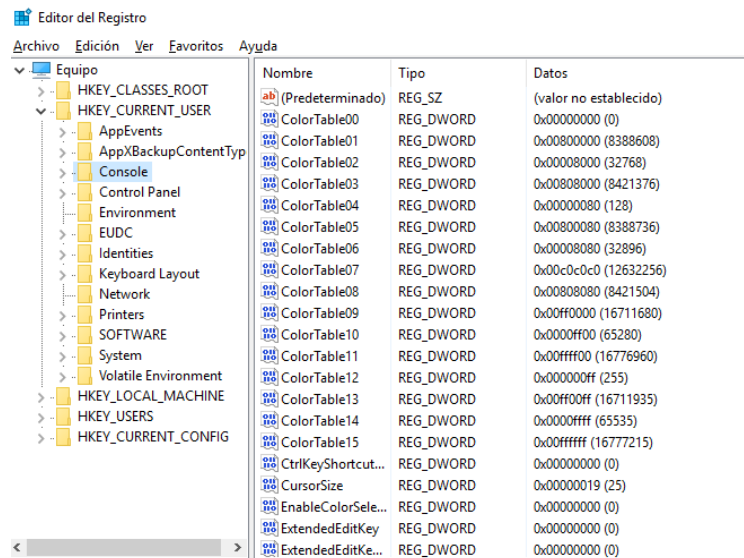 Editor del Registro
Archivo Edición Ver Favoritos Ayuda
Equipo
HKEY_CLASSES_ROOT
HKEY_CURRENT_USER
AppEvents
AppXBackupContentTyp
Console
Control Panel
Environment
EUDC
Identities
Keyboard Layout
Network
Printers
SOFTWARE
System
Volatile Environment
HKEY_LOCAL_MACHINE
HKEY_USERS
HKEY_CURRENT_CONFIG
Nombre Tipo Datos
ab (Predeterminado) REG_SZ (valor no establecido)
ColorTable00 REG_DWORD 0x00000000 (0)
ColorTable01 REG_DWORD 0x00800000 (8388608)
ColorTable02 REG_DWORD 0x00008000 (32768)
ColorTable03 REG_DWORD 0x00808000 (8421376)
ColorTable04 REG_DWORD 0x00000080 (128)
ColorTable05 REG_DWORD 0x00800080 (8388736)
ColorTable06 REG_DWORD 0x00008080 (32896)
ColorTable07 REG_DWORD 0x00c0c0c0 (12632256)
ColorTable08 REG_DWORD 0x00808080 (8421504)
ColorTable09 REG_DWORD 0x00ff0000 (16711680)
ColorTable10 REG_DWORD 0x0000ff00 (65280)
ColorTable11 REG_DWORD 0x00ffff00 (16776960)
ColorTable12 REG_DWORD 0x000000ff (255)
ColorTable13 REG_DWORD 0x00ff00ff (16711935)
ColorTable14 REG_DWORD 0x0000ffff (65535)
ColorTable15 REG_DWORD 0x00ffffff (16777215)
CtrlKeyShortcut... REG_DWORD 0x00000000 (0)
CursorSize REG_DWORD 0x00000019 (25)
EnableColorSele... REG_DWORD 0x00000000 (0)
ExtendedEditKey REG_DWORD 0x00000000 (0)
ExtendedEditKe... REG_DWORD 0x00000000 (0)